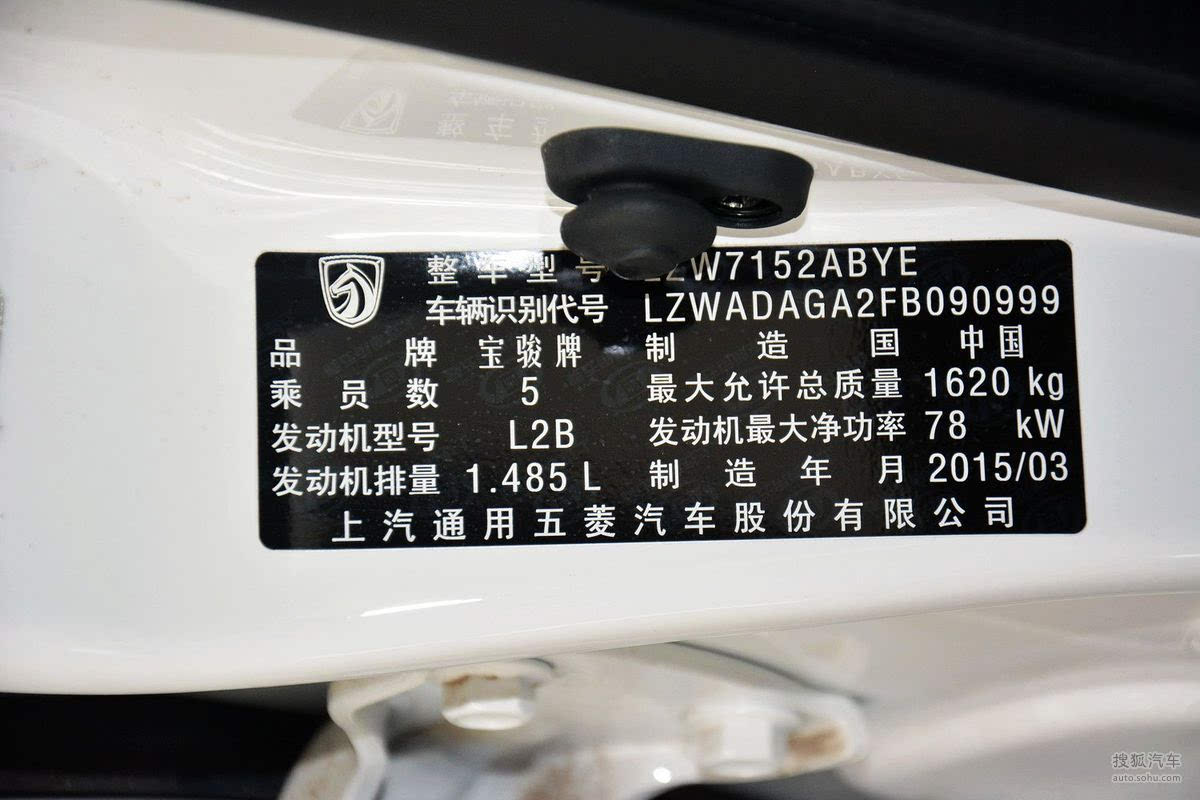 整车型号 LZW7152ABYE
车辆识别代号 LZWADAGA2FB090999
品牌 宝骏牌 制造国 中国
乘员数 5 最大允许总质量 1620 kg
发动机型号 L2B 发动机最大净功率 78 kW
发动机排量 1.485 L 制造年月 2015/03
上汽通用五菱汽车股份有限公司
搜狐汽车
auto.sohu.com